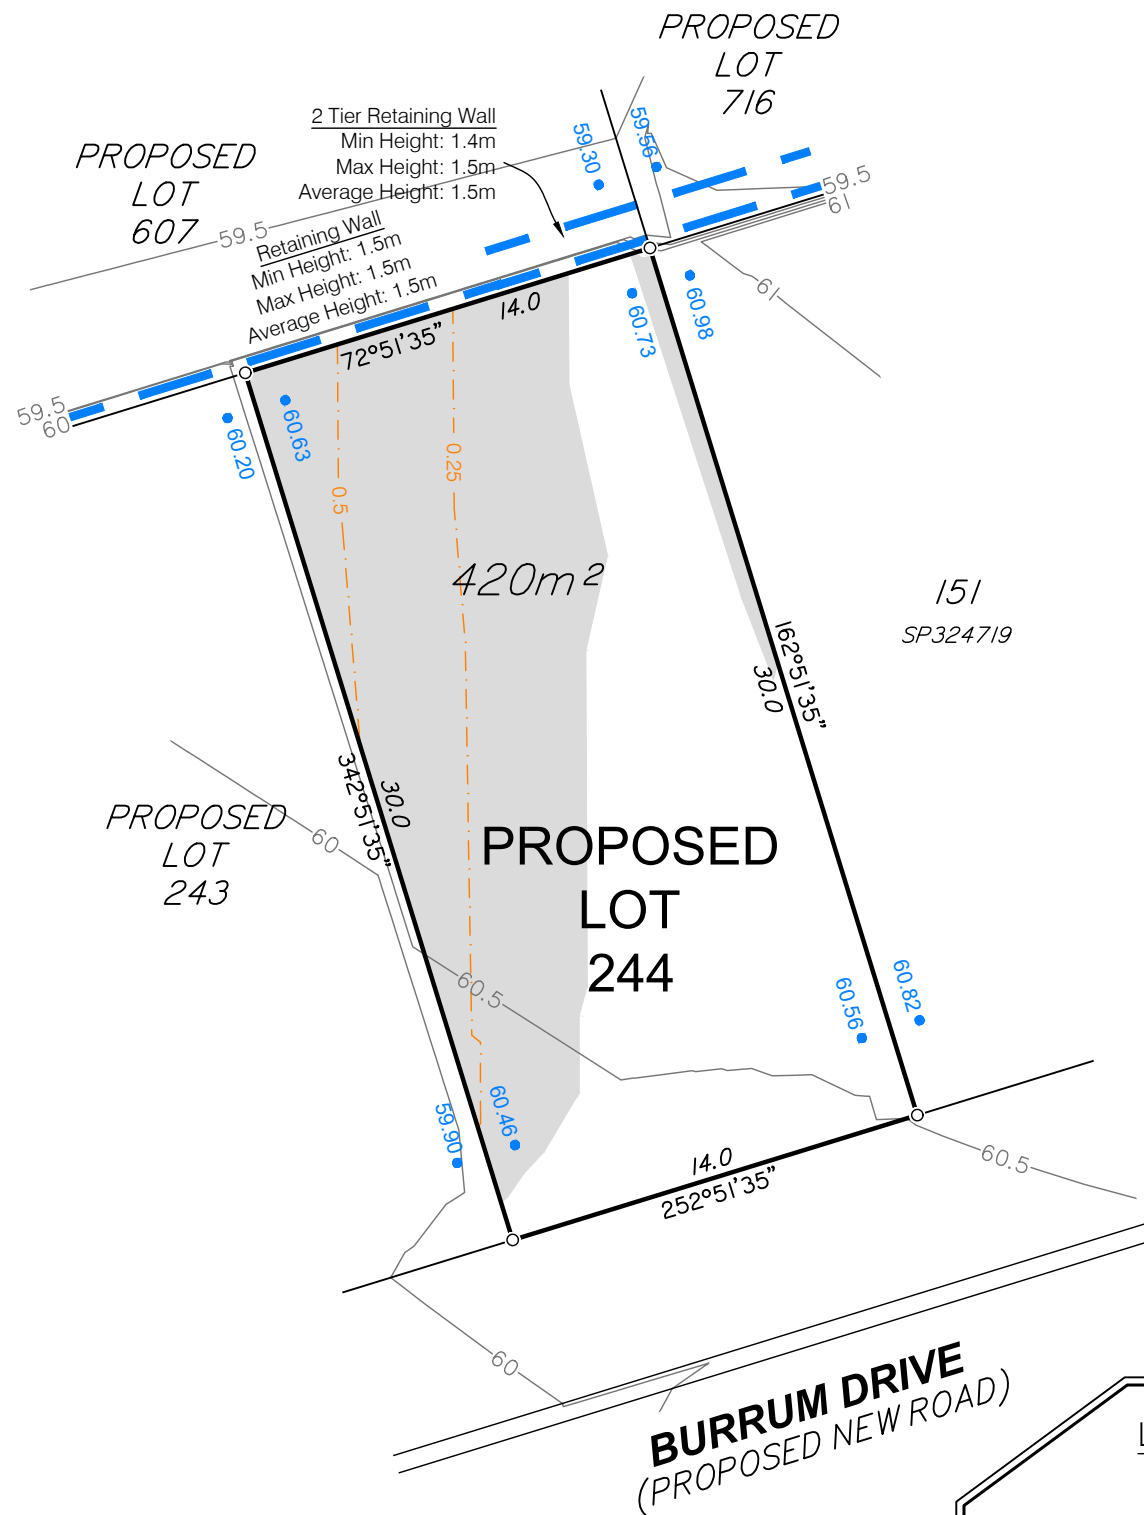 PROPOSED
LOT
716
2 Tier Retaining Wall
Min Height: 1.4m
Max Height: 1.5m
Average Height: 1.5m
59.30
59.56
PROPOSED
LOT
607
59.5
Retaining Wall
Min Height: 1.5m
Max Height: 1.5m
Average Height: 1.5m
59.5
61
14.0
72°51'35"
60.73
60.98
61
59.5
60
60.20
60.63
0.5
0.25
420m²
151
SP324719
162°51'35"
30.0
342°51'35"
30.0
PROPOSED
LOT
243
60
PROPOSED
LOT
244
60.5
60.56
60.82
59.90
60.46
14.0
252°51'35"
60.5
60
BURRUM DRIVE
(PROPOSED NEW ROAD)